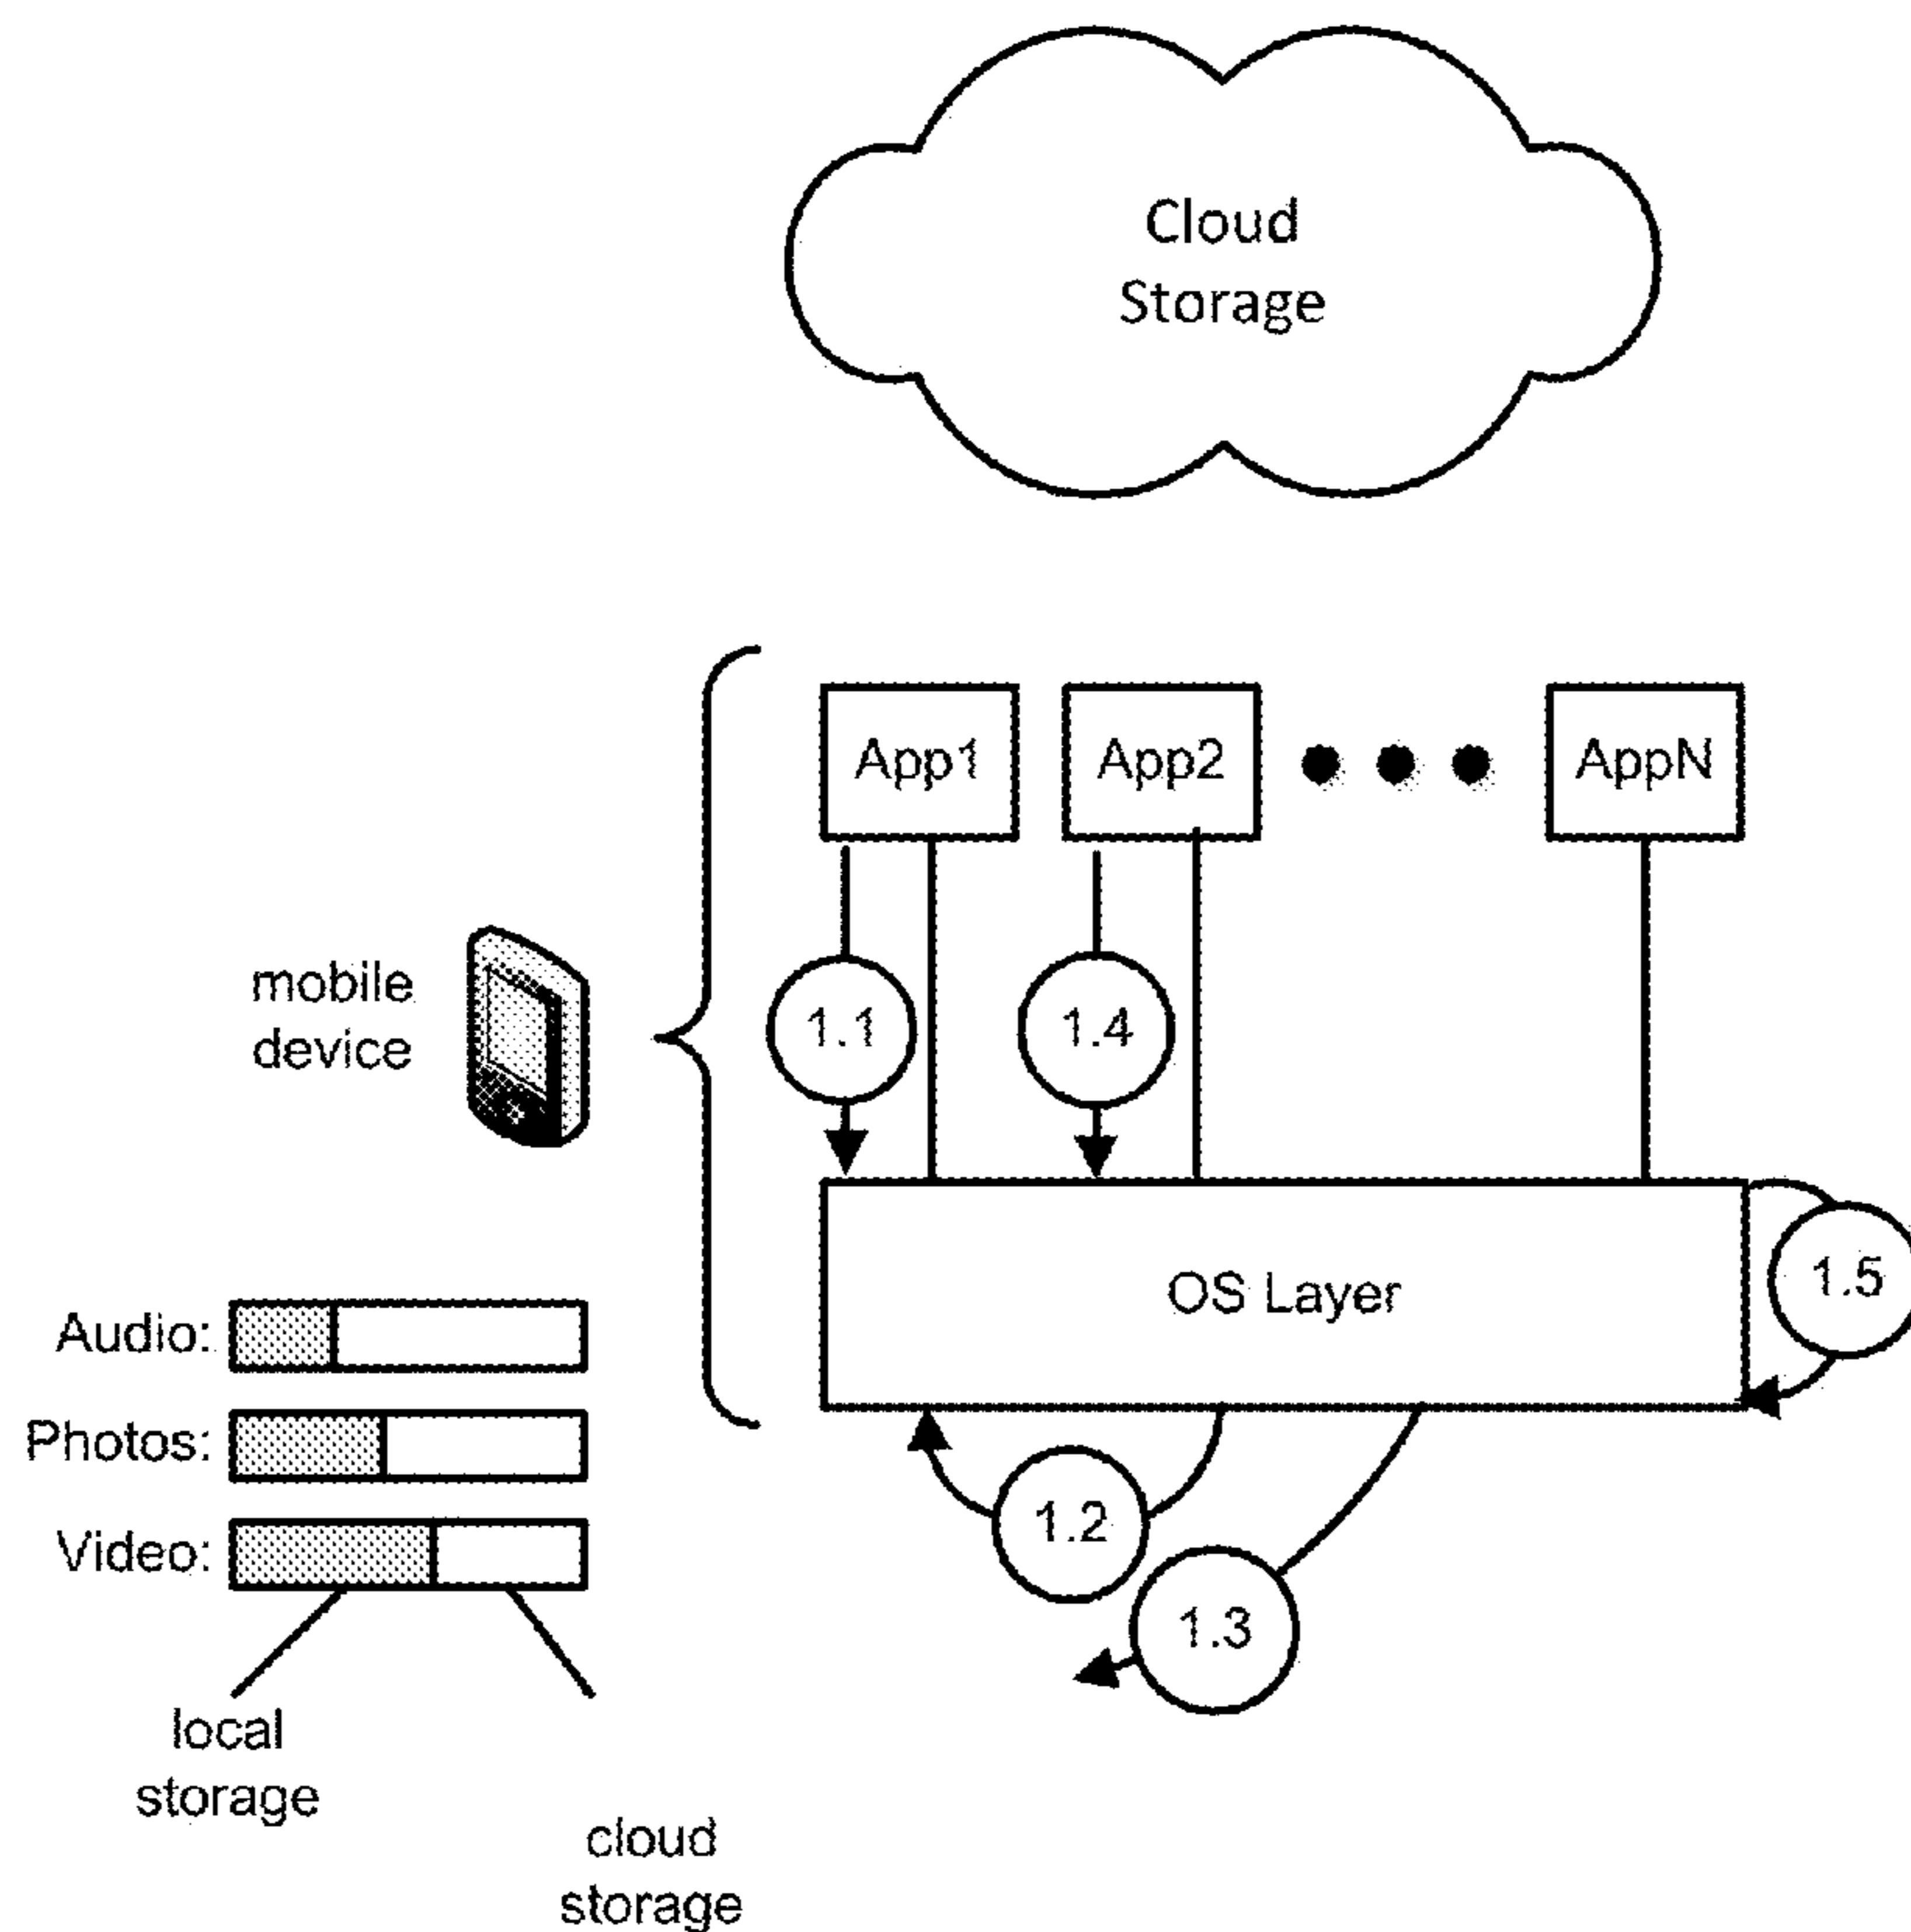 Cloud
Storage
App1
App2
AppN
mobile
device
1.1
1.4
OS Layer
1.5
Audio:
Photos:
Video:
1.2
1.3
local
storage
cloud
storage